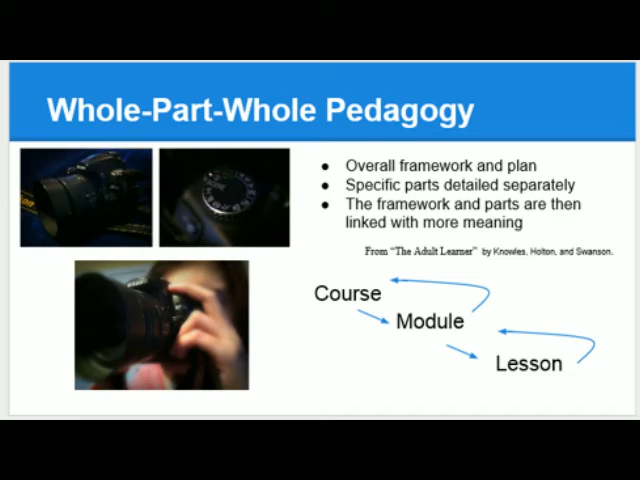 Whole-Part-Whole Pedagogy
● Overall framework and plan
● Specific parts detailed separately
● The framework and parts are then
linked with more meaning
From “The Adult Learner” by Knowles, Holton, and Swanson.
Course
Module
Lesson